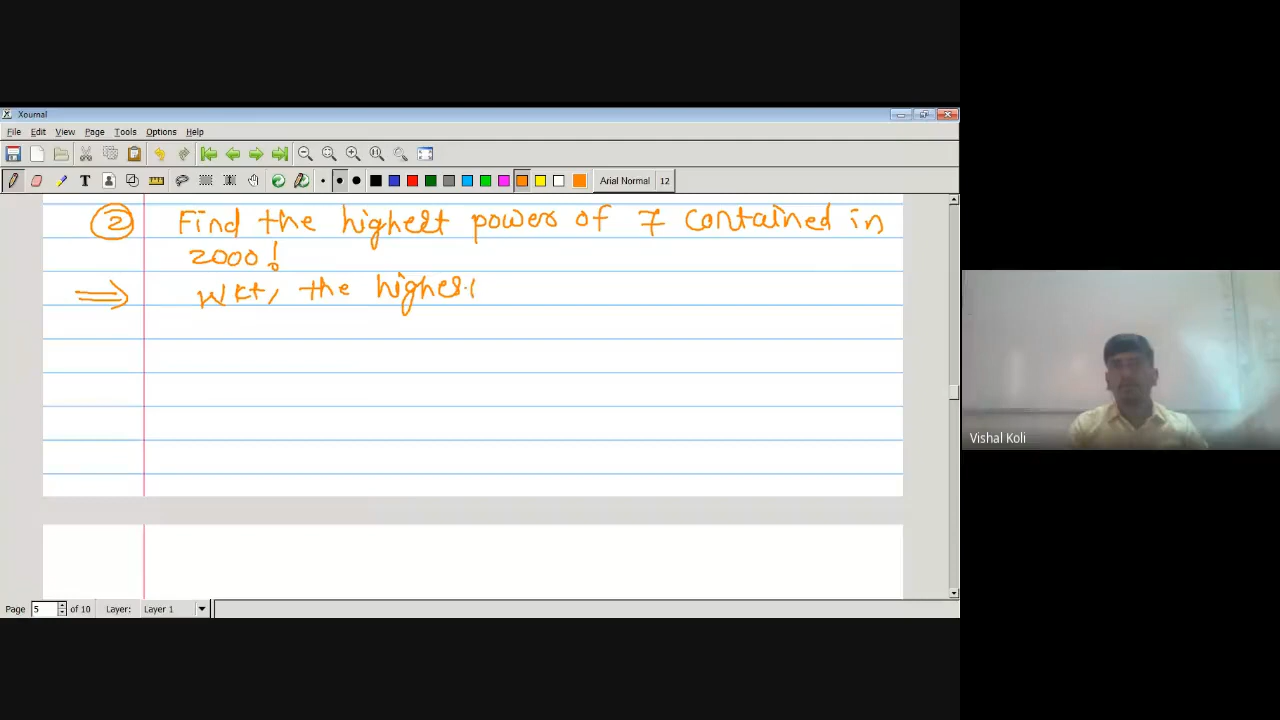 Xournal
File Edit View Page Tools Options Help
Arial Normal 12
2 Find the highest power of 7 contained in
2000!
⇒ WKt, the highest
Vishal Koli
Page 5 of 10 Layer: Layer 1